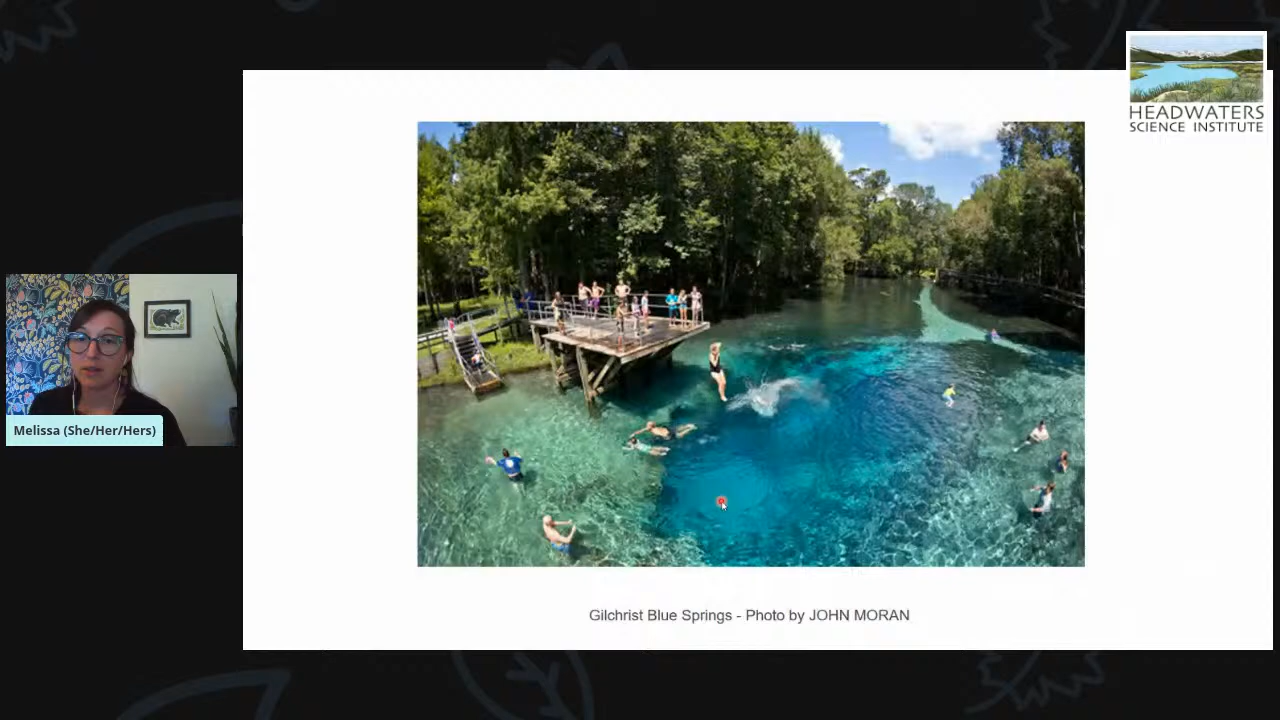 HEADWATERS
SCIENCE INSTITUTE
Melissa (She/Her/Hers)
Gilchrist Blue Springs - Photo by JOHN MORAN